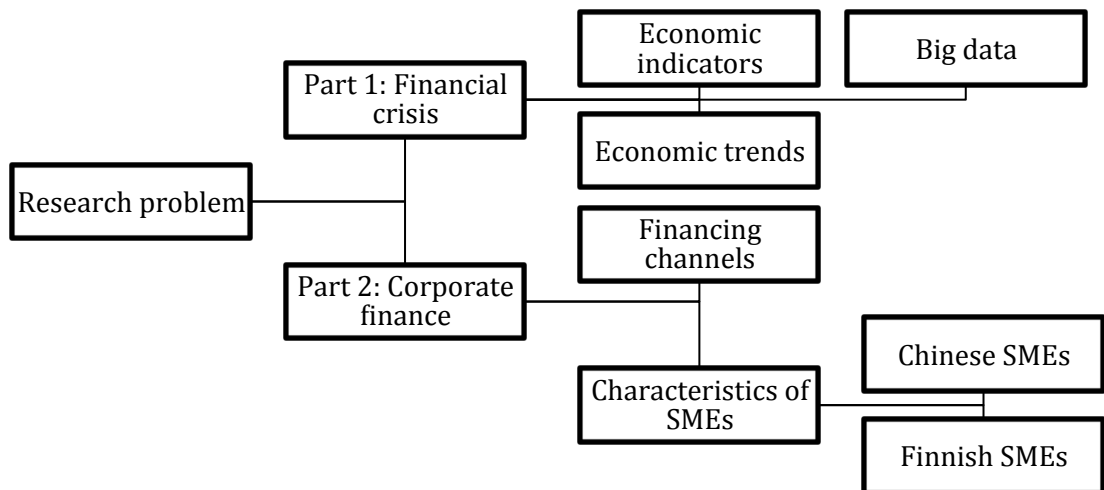 Economic
indicators
Big data
Part 1: Financial
crisis
Economic trends
Research problem
Financing
channels
Part 2: Corporate
finance
Chinese SMEs
Characteristics of
SMEs
Finnish SMEs